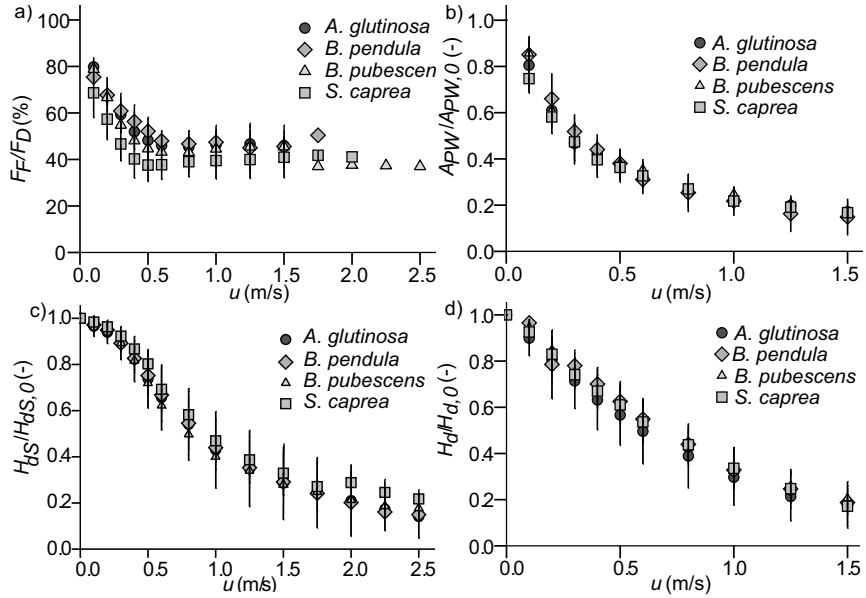 a)
F_F/F_D(%)
100
80
60
40
20
0
A. glutinosa
B. pendula
B. pubescen
S. caprea
0.0 0.5 1.0 1.5 2.0 2.5
u (m/s)
b)
A_PW/A_PW,0 (-)
1.0
0.8
0.6
0.4
0.2
0.0
A. glutinosa
B. pendula
B. pubescens
S. caprea
0.0 0.5 1.0 1.5
u (m/s)
c)
H_dS/H_dS,0 (-)
1.0
0.8
0.6
0.4
0.2
0.0
A. glutinosa
B. pendula
B. pubescens
S. caprea
0.0 0.5 1.0 1.5 2.0 2.5
u (m/s)
d)
H_d/H_d,0 (-)
1.0
0.8
0.6
0.4
0.2
0.0
A. glutinosa
B. pendula
B. pubescens
S. caprea
0.0 0.5 1.0 1.5
u (m/s)